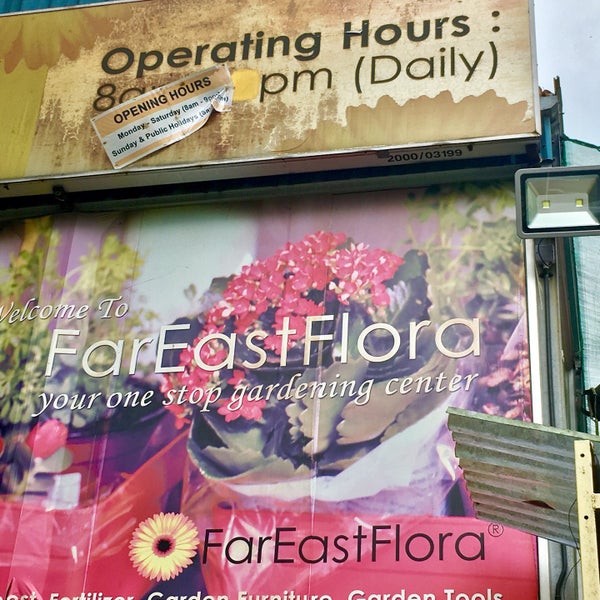 Operating Hours :
8a pm (Daily)
OPENING HOURS
Monday - Saturday (8am - 9pm)
Sunday & Public Holidays
2000/03199
Welcome To
FarEastFlora
your one stop gardening center
FarEastFlora®
Fertilizer, Garden Furniture, Garden Tools